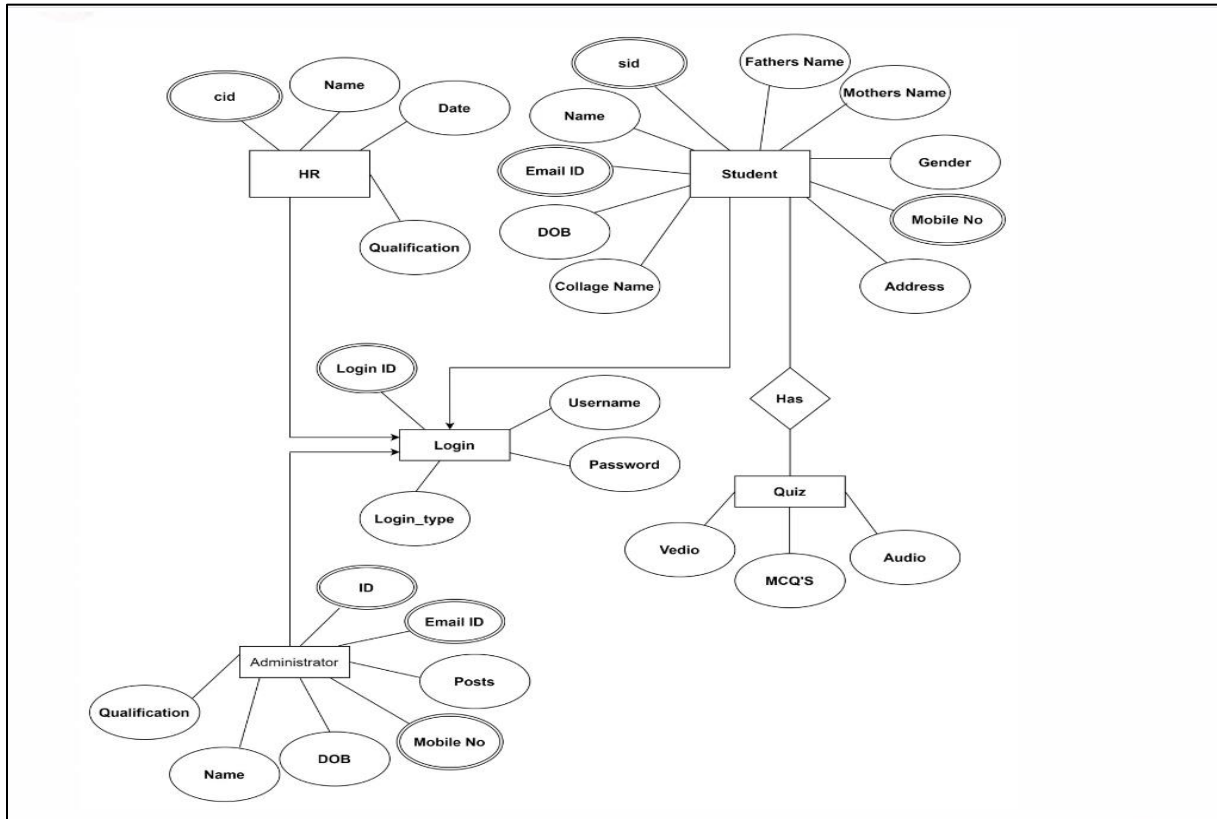 sid
Fathers Name
Name
Mothers Name
cid
Date
Name
HR
Email ID
Student
Gender
Mobile No
DOB
Qualification
Collage Name
Address
Login ID
Username
Has
Login
Password
Quiz
Login_type
Vedio
Audio
MCQ'S
ID
Email ID
Administrator
Posts
Qualification
Mobile No
Name
DOB